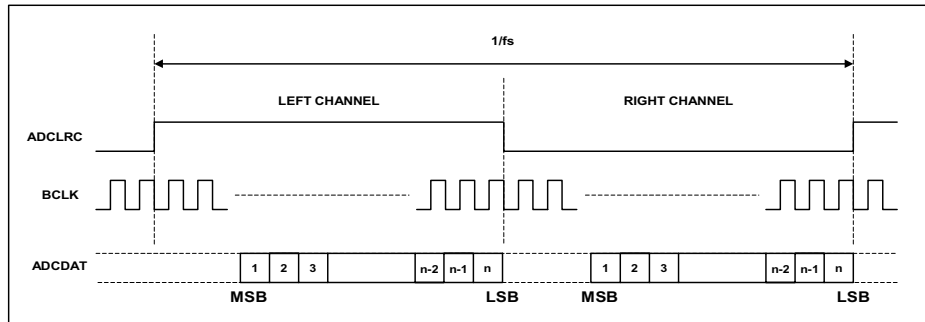 1/fs
LEFT CHANNEL RIGHT CHANNEL
ADCLRC
BCLK
ADCDAT 1 2 3 n-2 n-1 n 1 2 3 n-2 n-1 n
MSB LSB MSB LSB